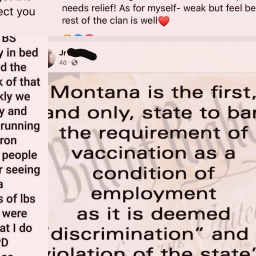 BS
y in bed
d the
k of that
kly we
y and
running
ron
people
r seeing
a
s of lbs
were
at I do
PD
needs relief! As for myself- weak but feel be
rest of the clan is well❤️
Jr
4d
Montana is the first,
and only, state to bar
the requirement of
vaccination as a
condition of
employment
as it is deemed
"discrimination" and
violation of the state'